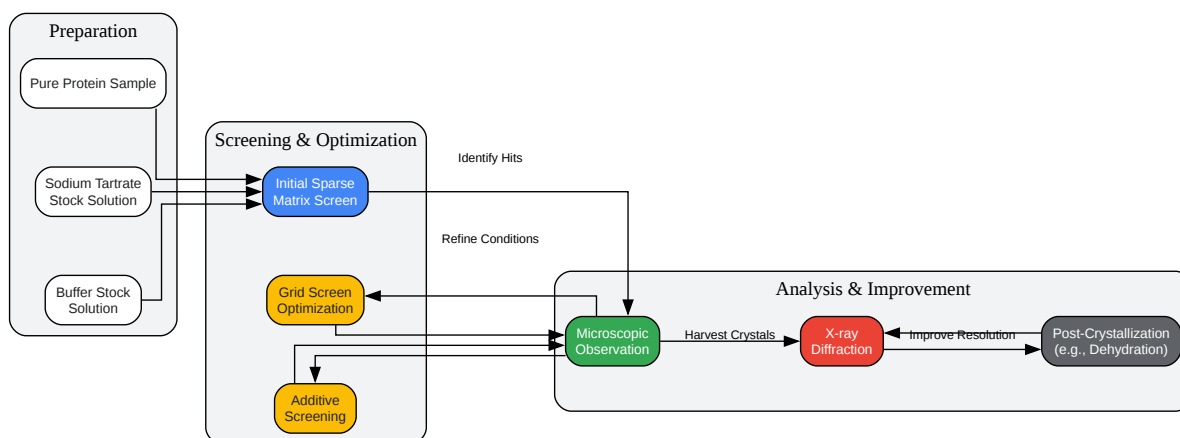 Preparation
Pure Protein Sample
Sodium Tartrate
Stock Solution
Buffer Stock
Solution
Screening & Optimization
Initial Sparse
Matrix Screen
Identify Hits
Refine Conditions
Grid Screen
Optimization
Additive
Screening
Analysis & Improvement
Microscopic
Observation
Harvest Crystals
X-ray
Diffraction
Improve Resolution
Post-Crystallization
(e.g., Dehydration)